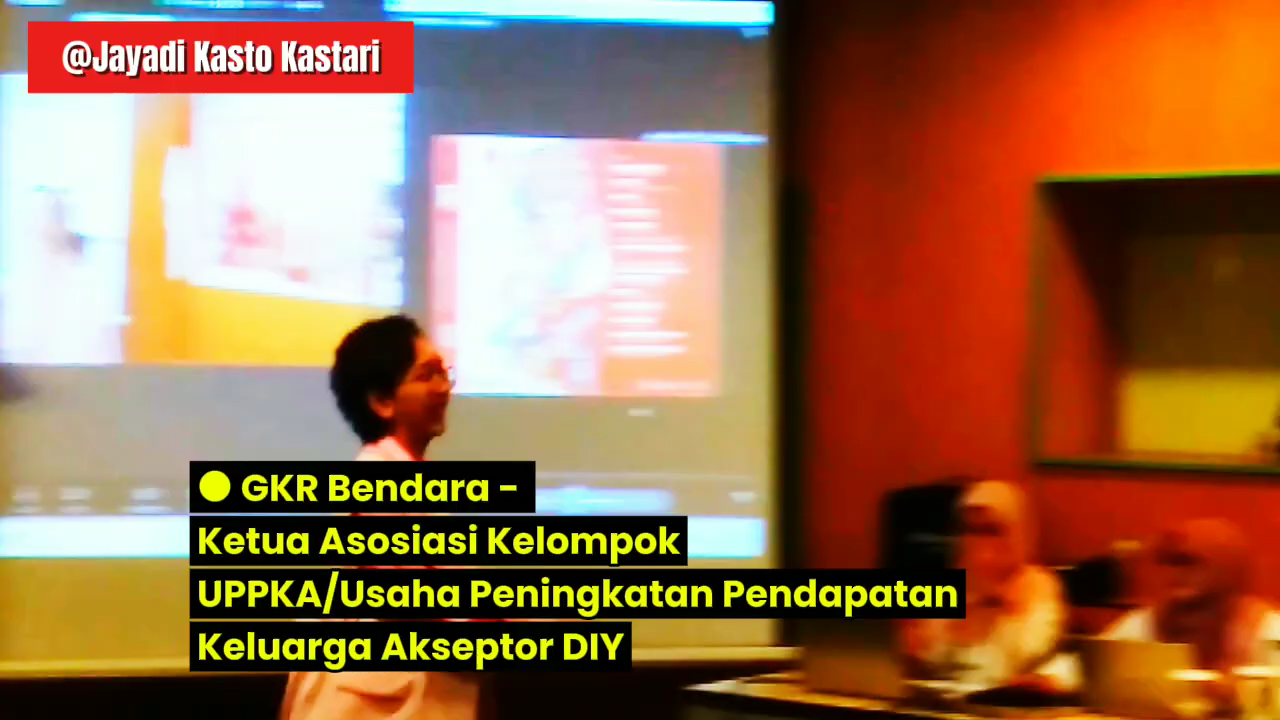 @Jayadi Kasto Kastari
● GKR Bendara -
Ketua Asosiasi Kelompok
UPPKA/Usaha Peningkatan Pendapatan
Keluarga Akseptor DIY